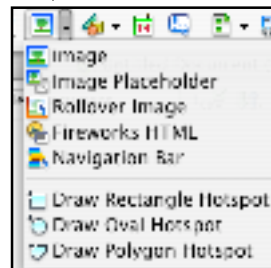 Image
Image Placeholder
Rollover Image
Fireworks HTML
Navigation Bar
Draw Rectangle Hotspot
Draw Oval Hotspot
Draw Polygon Hotspot